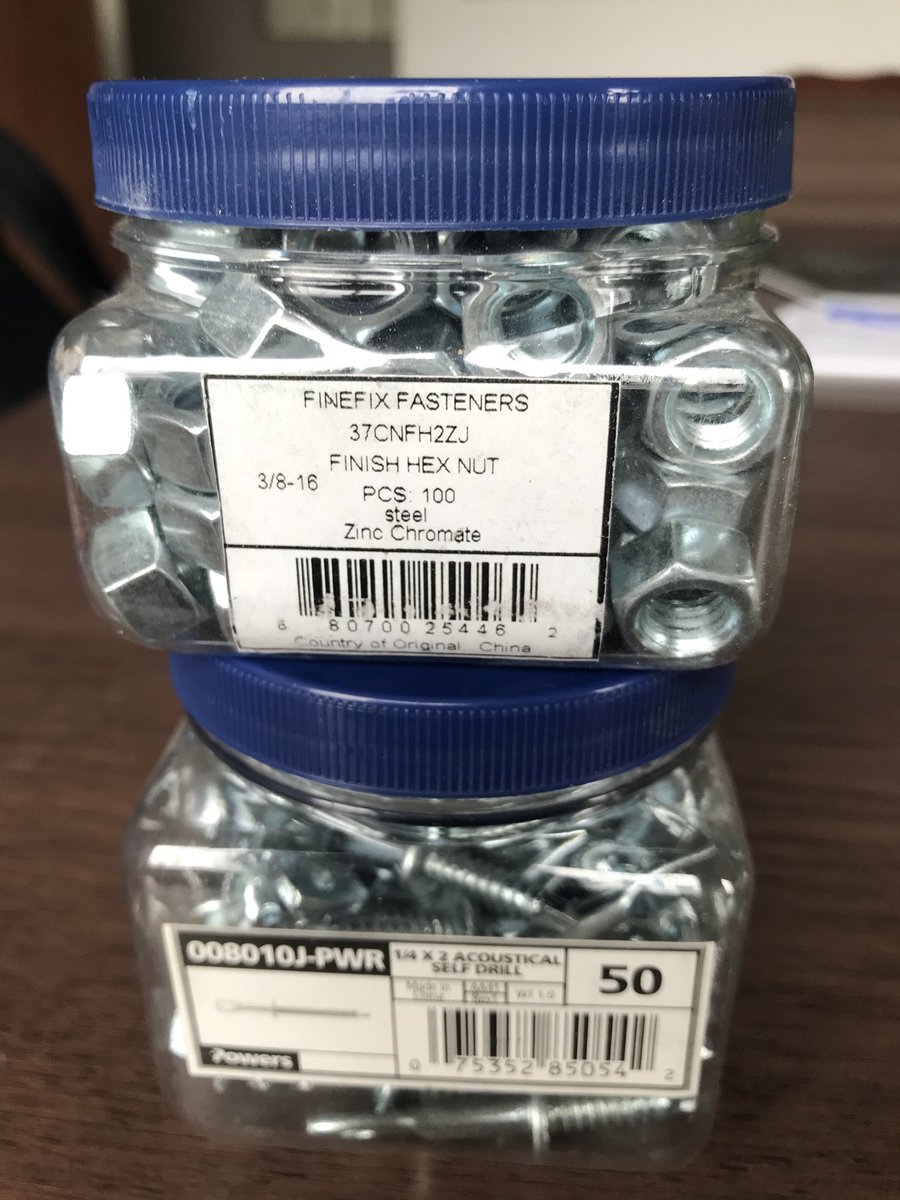 FINEFIX FASTENERS
37CNFH2ZJ
FINISH HEX NUT
3/8-16
PCS: 100
steel
Zinc Chromate
6 80700 25446 2
Country of Original China
008010J-PWR
1/4 X 2 ACOUSTICAL
SELF DRILL
50
Made in
China
Powers
0 75352 85054 2